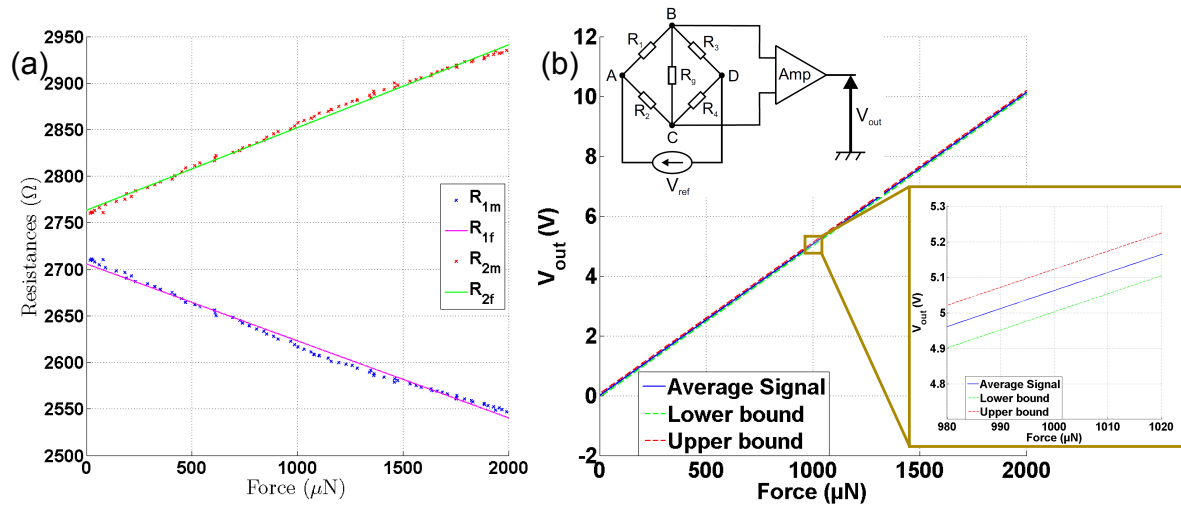 (a)
2950
2900
2850
2800
2750
2700
2650
2600
2550
2500
Resistances (Ω)
0
500
1000
1500
2000
Force (μN)
R1m
R1f
R2m
R2f
(b)
12
10
8
6
4
2
0
-2
Vout (V)
0
500
1000
1500
2000
Force (µN)
B
R1
R3
A
Rg
D
R2
R4
C
Vref
Amp
Vout
Average Signal
Lower bound
Upper bound
5.3
5.2
5.1
5
4.9
4.8
Vout (V)
Average Signal
Lower bound
Upper bound
980
990
1000
1010
1020
Force (µN)